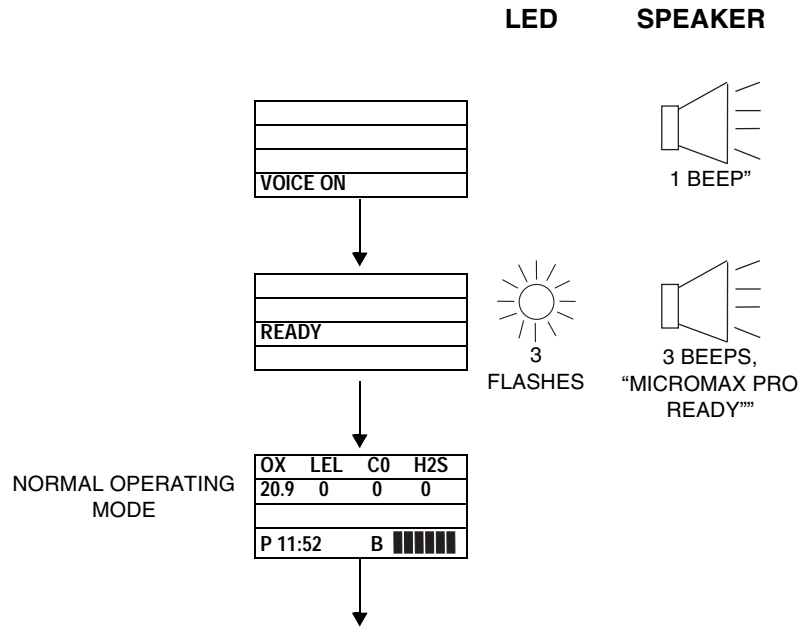 LED SPEAKER
VOICE ON
1 BEEP”
READY
3
FLASHES
3 BEEPS,
“MICROMAX PRO
READY””
NORMAL OPERATING
MODE
OX LEL C0 H2S
20.9 0 0 0
P 11:52 B